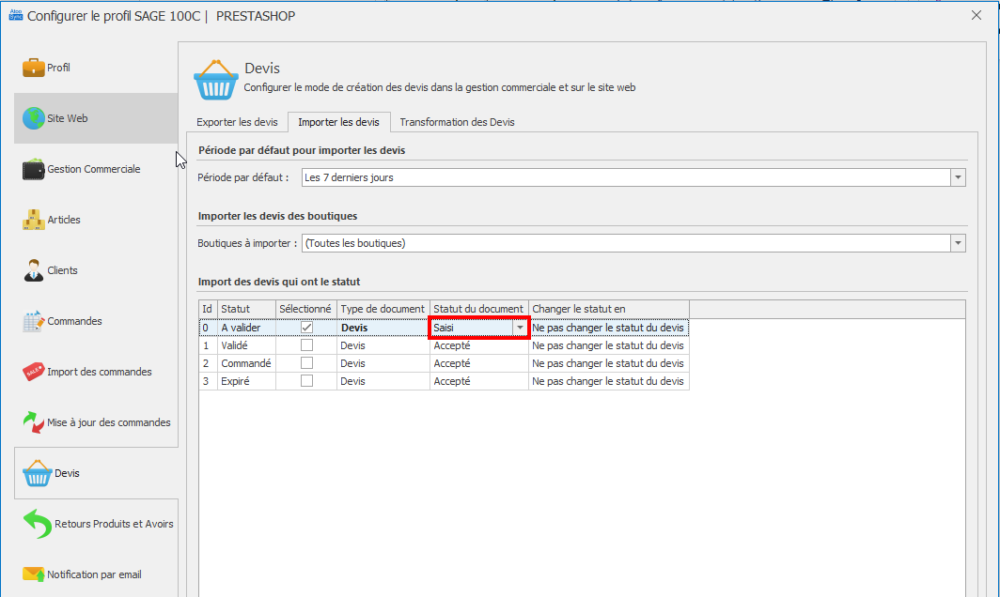 Atoo
Sync
Configurer le profil SAGE 100C | PRESTASHOP
Profil
Site Web
Gestion Commerciale
Articles
Clients
Commandes
SALE
Import des commandes
Mise à jour des commandes
Devis
Retours Produits et Avoirs
Notification par email
Devis
Configurer le mode de création des devis dans la gestion commerciale et sur le site web
Exporter les devis Importer les devis Transformation des Devis
Période par défaut pour importer les devis
Période par défaut : Les 7 derniers jours
Importer les devis des boutiques
Boutiques à importer : (Toutes les boutiques)
Import des devis qui ont le statut
Id Statut Sélectionné Type de document Statut du document Changer le statut en
0 A valider Devis Saisi Ne pas changer le statut du devis
1 Validé Devis Accepté Ne pas changer le statut du devis
2 Commandé Devis Accepté Ne pas changer le statut du devis
3 Expiré Devis Accepté Ne pas changer le statut du devis